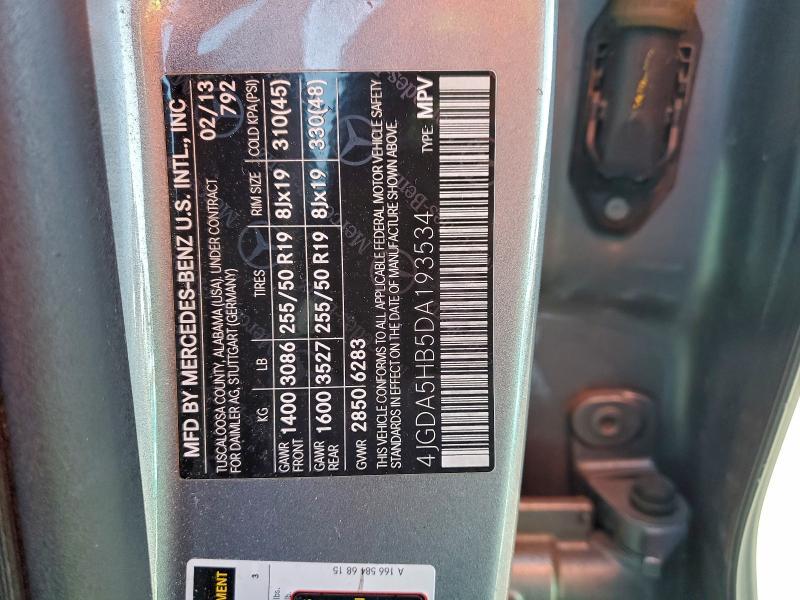 MFD BY MERCEDES-BENZ U.S. INTL., INC
TUSCALOOSA COUNTY, ALABAMA (USA), UNDER CONTRACT 02/13
FOR DAIMLER AG, STUTTGART (GERMANY) 792
KG LB TIRES RIM SIZE COLD KPA(PSI)
GAWR FRONT 1400 3086 255/50 R19 8Jx19 310(45)
GAWR REAR 1600 3527 255/50 R19 8Jx19 330(48)
GVWR 2850 6283
THIS VEHICLE CONFORMS TO ALL APPLICABLE FEDERAL MOTOR VEHICLE SAFETY
STANDARDS IN EFFECT ON THE DATE OF MANUFACTURE SHOWN ABOVE.
4JGDA5HB5DA193534 TYPE: MPV
A 166 584 68 15
3
lbs.